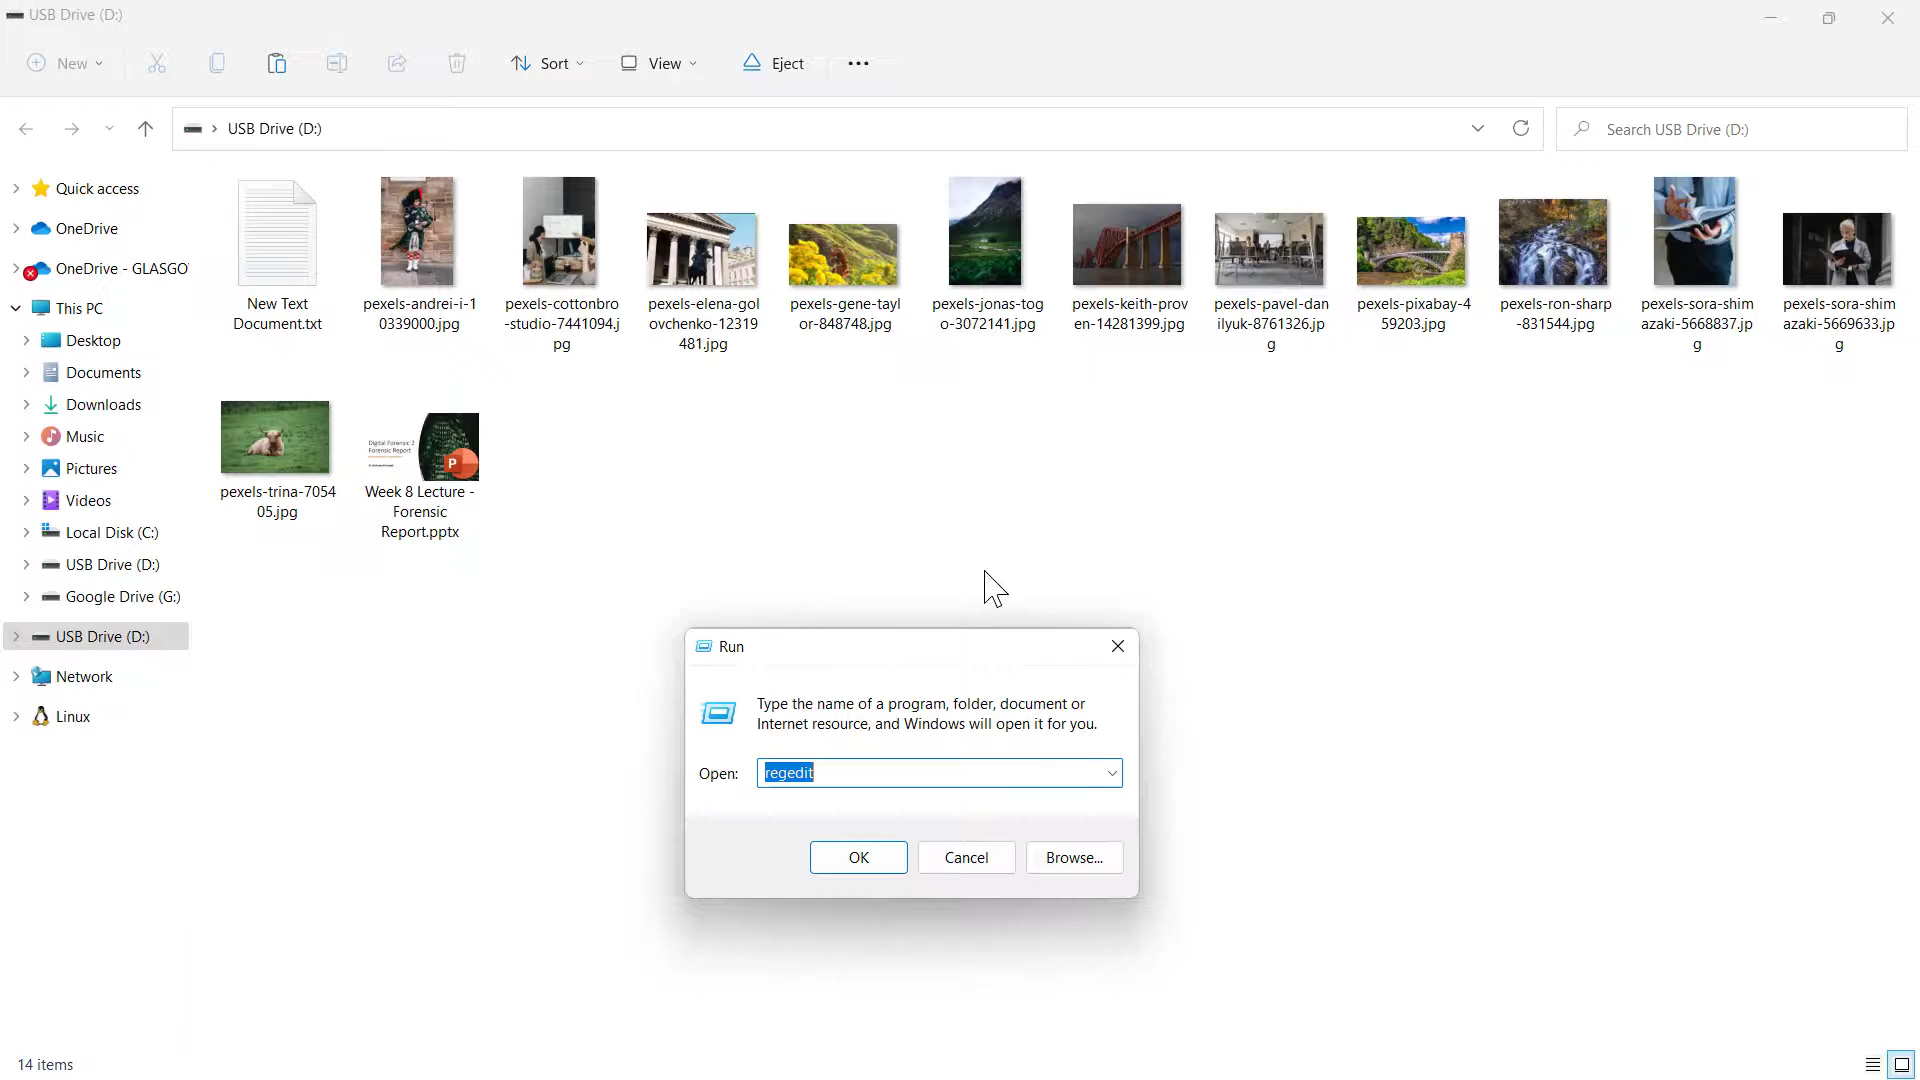 USB Drive (D:)
New
Sort
View
Eject
USB Drive (D:)
Search USB Drive (D:)
Quick access
OneDrive
OneDrive - GLASGO
This PC
Desktop
Documents
Downloads
Music
Pictures
Videos
Local Disk (C:)
USB Drive (D:)
Google Drive (G:)
USB Drive (D:)
Network
Linux
New Text
Document.txt
pexels-andrei-i-1
0339000.jpg
pexels-cottonbro
-studio-7441094.j
pg
pexels-elena-gol
ovchenko-12319
481.jpg
pexels-gene-tayl
or-848748.jpg
pexels-jonas-tog
o-3072141.jpg
pexels-keith-prov
en-14281399.jpg
pexels-pavel-dan
ilyuk-8761326.jp
g
pexels-pixabay-4
59203.jpg
pexels-ron-sharp
-831544.jpg
pexels-sora-shim
azaki-5668837.jp
g
pexels-sora-shim
azaki-5669633.jp
g
pexels-trina-7054
05.jpg
Digital Forensic 2
Forensic Report
P
Week 8 Lecture -
Forensic
Report.pptx
Run
Type the name of a program, folder, document or
Internet resource, and Windows will open it for you.
Open:
regedit
OK
Cancel
Browse...
14 items